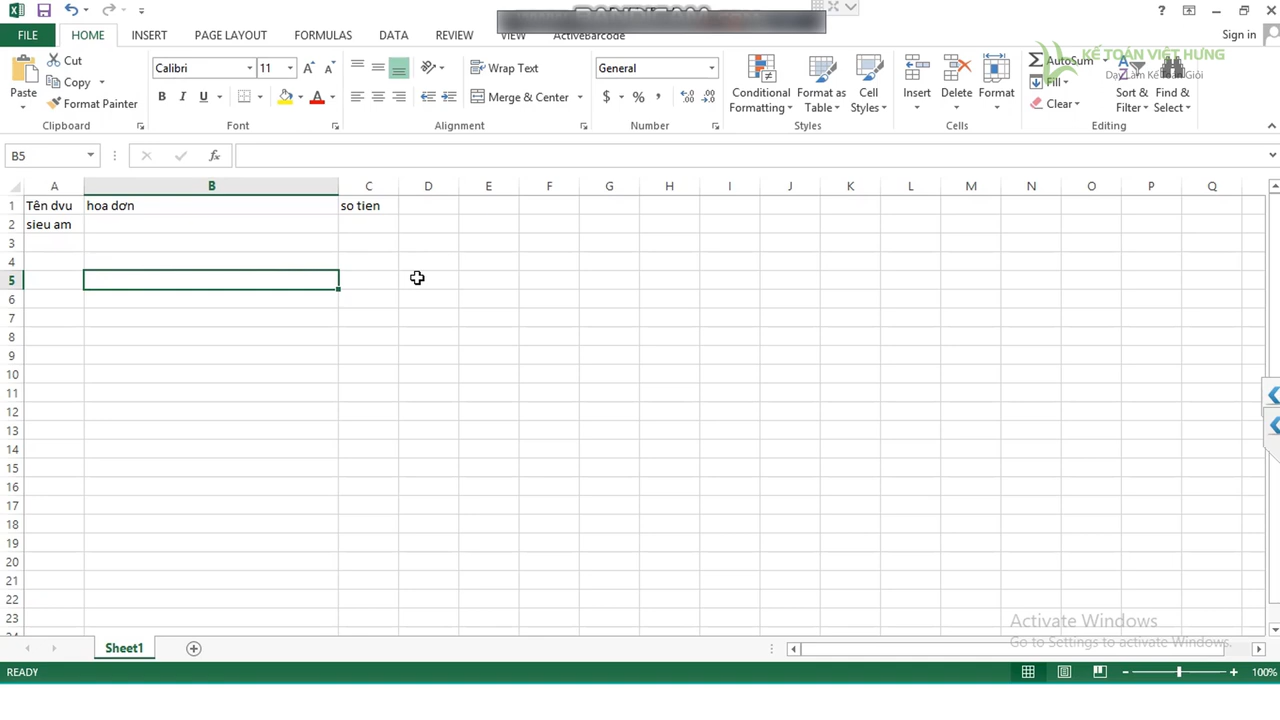 Sign in
FILE HOME INSERT PAGE LAYOUT FORMULAS DATA REVIEW VIEW ActiveBarcode
KẾ TOÁN VIỆT HƯNG
Dạy Làm Kế Toán Giỏi
Paste
Cut
Copy
Format Painter
Clipboard
Calibri 11
B I U
Font
Wrap Text
Merge & Center
Alignment
General
$ % ,
Number
Conditional Formatting
Format as Table
Cell Styles
Styles
Insert
Delete
Format
Cells
AutoSum
Fill
Clear
Sort & Filter
Find & Select
Editing
B5
fx
A B C D E F G H I J K L M N O P Q
1 Tên dvu hoa dơn so tien
2 sieu am
3
4
5
6
7
8
9
10
11
12
13
14
15
16
17
18
19
20
21
22
23
Activate Windows
Go to Settings to activate Windows.
Sheet1
READY
100%